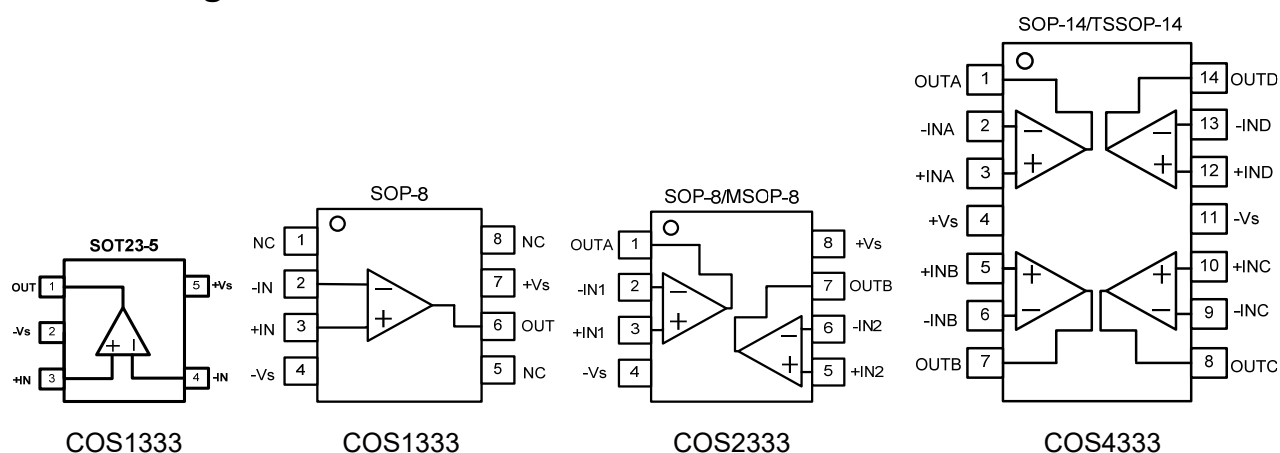 SOT23-5
OUT 1
5 +Vs
-Vs 2
+IN 3
4 -IN
+
COS1333
SOP-8
NC 1
8 NC
-IN 2
7 +Vs
+IN 3
6 OUT
-Vs 4
5 NC
−
+
COS1333
SOP-8/MSOP-8
OUTA 1
8 +Vs
-IN1 2
7 OUTB
+IN1 3
6 -IN2
-Vs 4
5 +IN2
−
+
−
+
COS2333
SOP-14/TSSOP-14
OUTA 1
14 OUTD
-INA 2
13 -IND
+INA 3
12 +IND
+Vs 4
11 -Vs
+INB 5
10 +INC
-INB 6
9 -INC
OUTB 7
8 OUTC
−
+
−
+
+
−
+
−
COS4333